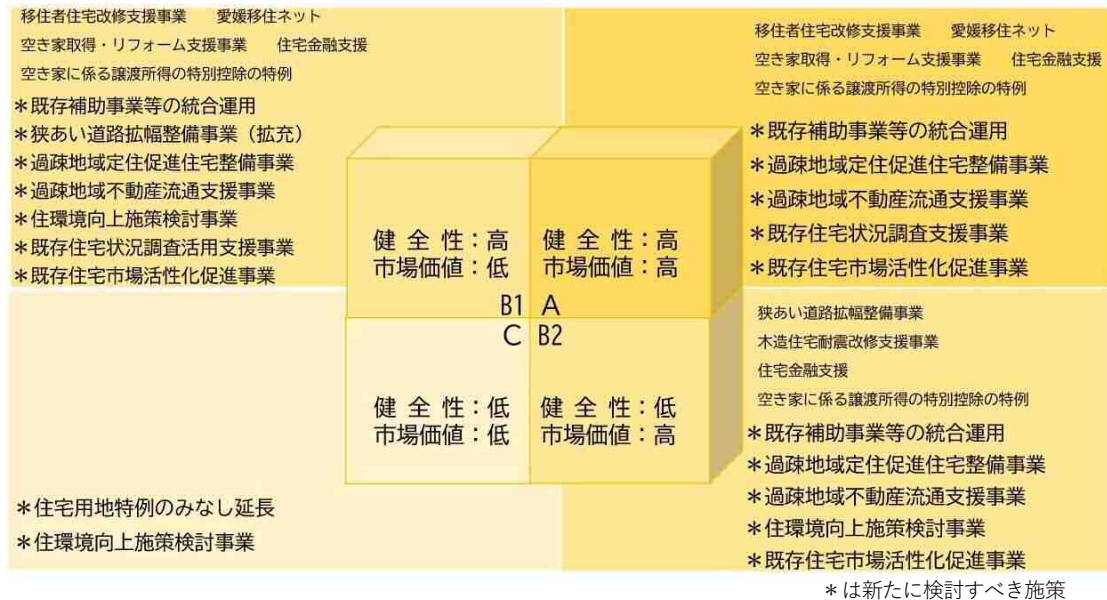 移住者住宅改修支援事業　愛媛移住ネット
空き家取得・リフォーム支援事業　住宅金融支援
空き家に係る譲渡所得の特別控除の特例
＊既存補助事業等の統合運用
＊狭あい道路拡幅整備事業（拡充）
＊過疎地域定住促進住宅整備事業
＊過疎地域不動産流通支援事業
＊住環境向上施策検討事業
＊既存住宅状況調査活用支援事業
＊既存住宅市場活性化促進事業
移住者住宅改修支援事業　愛媛移住ネット
空き家取得・リフォーム支援事業　住宅金融支援
空き家に係る譲渡所得の特別控除の特例
＊既存補助事業等の統合運用
＊過疎地域定住促進住宅整備事業
＊過疎地域不動産流通支援事業
＊既存住宅状況調査支援事業
＊既存住宅市場活性化促進事業
健全性：高
市場価値：低
B1
健全性：高
市場価値：高
A
C
健全性：低
市場価値：低
B2
健全性：低
市場価値：高
＊住宅用地特例のみなし延長
＊住環境向上施策検討事業
狭あい道路拡幅整備事業
木造住宅耐震改修支援事業
住宅金融支援
空き家に係る譲渡所得の特別控除の特例
＊既存補助事業等の統合運用
＊過疎地域定住促進住宅整備事業
＊過疎地域不動産流通支援事業
＊住環境向上施策検討事業
＊既存住宅市場活性化促進事業
＊は新たに検討すべき施策